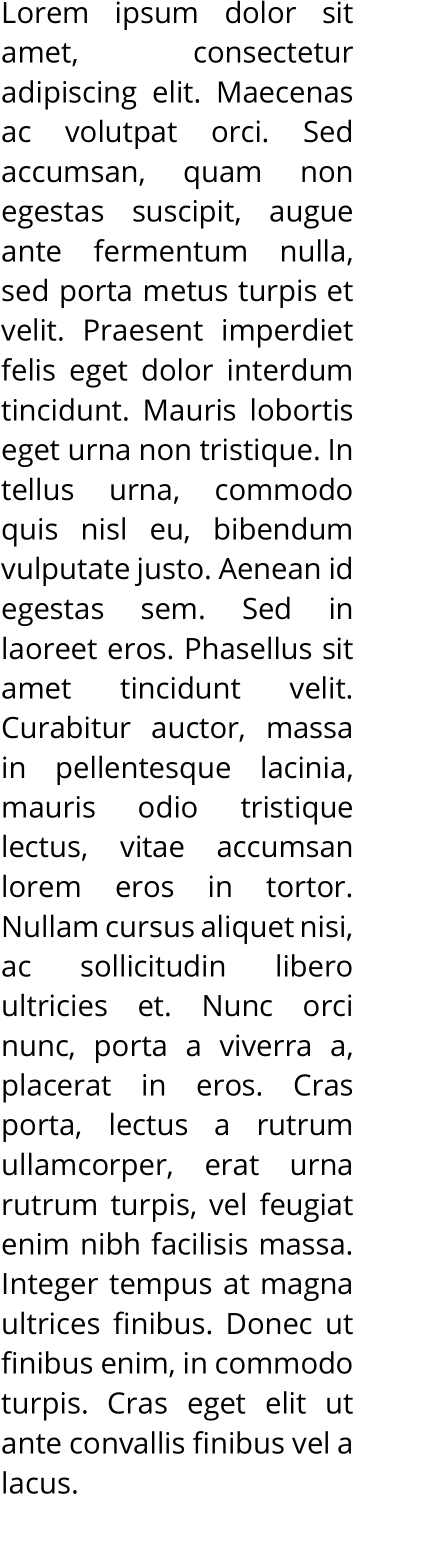 Lorem ipsum dolor sit
amet, consectetur
adipiscing elit. Maecenas
ac volutpat orci. Sed
accumsan, quam non
egestas suscipit, augue
ante fermentum nulla,
sed porta metus turpis et
velit. Praesent imperdiet
felis eget dolor interdum
tincidunt. Mauris lobortis
eget urna non tristique. In
tellus urna, commodo
quis nisl eu, bibendum
vulputate justo. Aenean id
egestas sem. Sed in
laoreet eros. Phasellus sit
amet tincidunt velit.
Curabitur auctor, massa
in pellentesque lacinia,
mauris odio tristique
lectus, vitae accumsan
lorem eros in tortor.
Nullam cursus aliquet nisi,
ac sollicitudin libero
ultricies et. Nunc orci
nunc, porta a viverra a,
placerat in eros. Cras
porta, lectus a rutrum
ullamcorper, erat urna
rutrum turpis, vel feugiat
enim nibh facilisis massa.
Integer tempus at magna
ultrices finibus. Donec ut
finibus enim, in commodo
turpis. Cras eget elit ut
ante convallis finibus vel a
lacus.